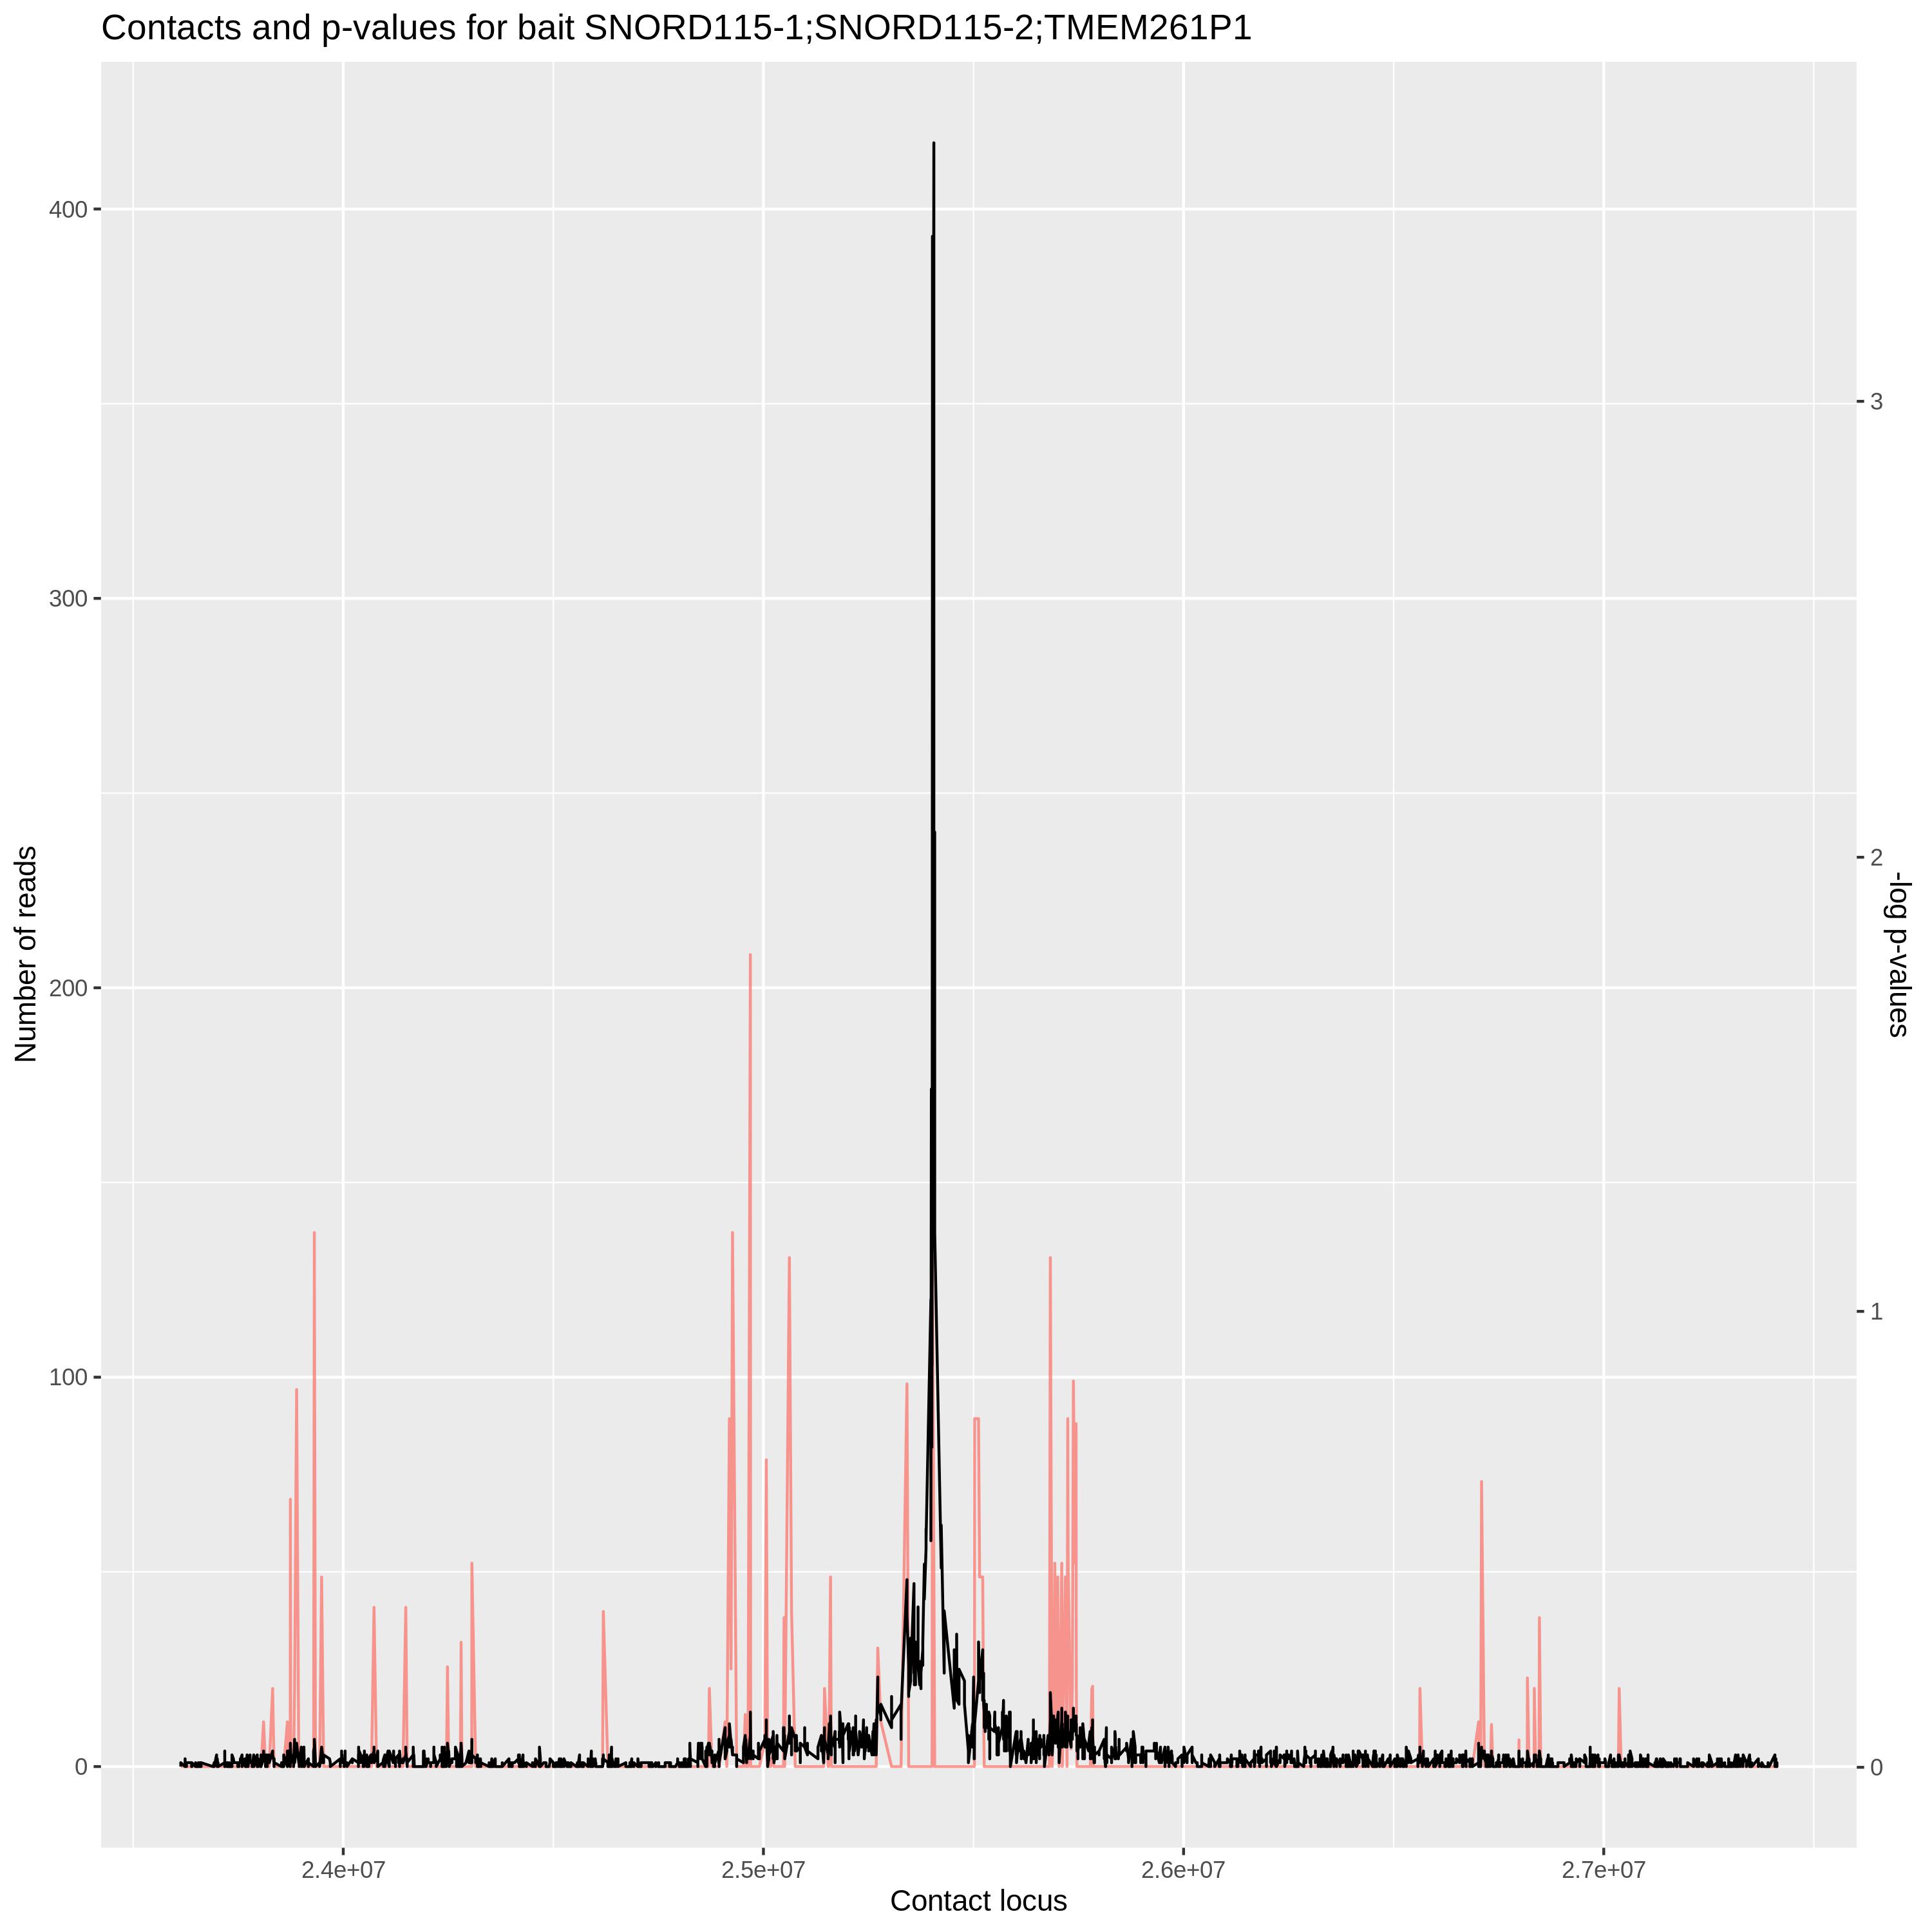 Contacts and p-values for bait SNORD115-1;SNORD115-2;TMEM261P1
Number of reads
400
300
200
100
0
3
2
1
0
-log p-values
2.4e+07
2.5e+07
2.6e+07
2.7e+07
Contact locus